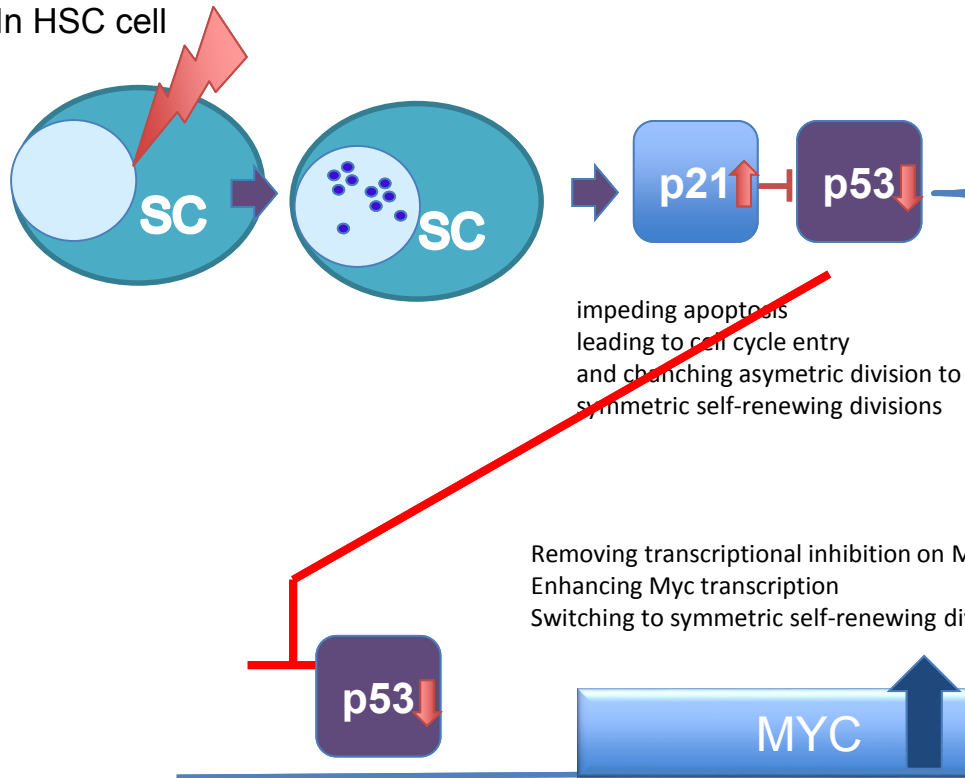 In HSC cell
SC
SC
p21
p53
impeding apoptosis
leading to cell cycle entry
and chanching asymetric division to
symmetric self-renewing divisions
Removing transcriptional inhibition on
Enhancing Myc transcription
Switching to symmetric self-renewing
p53
MYC